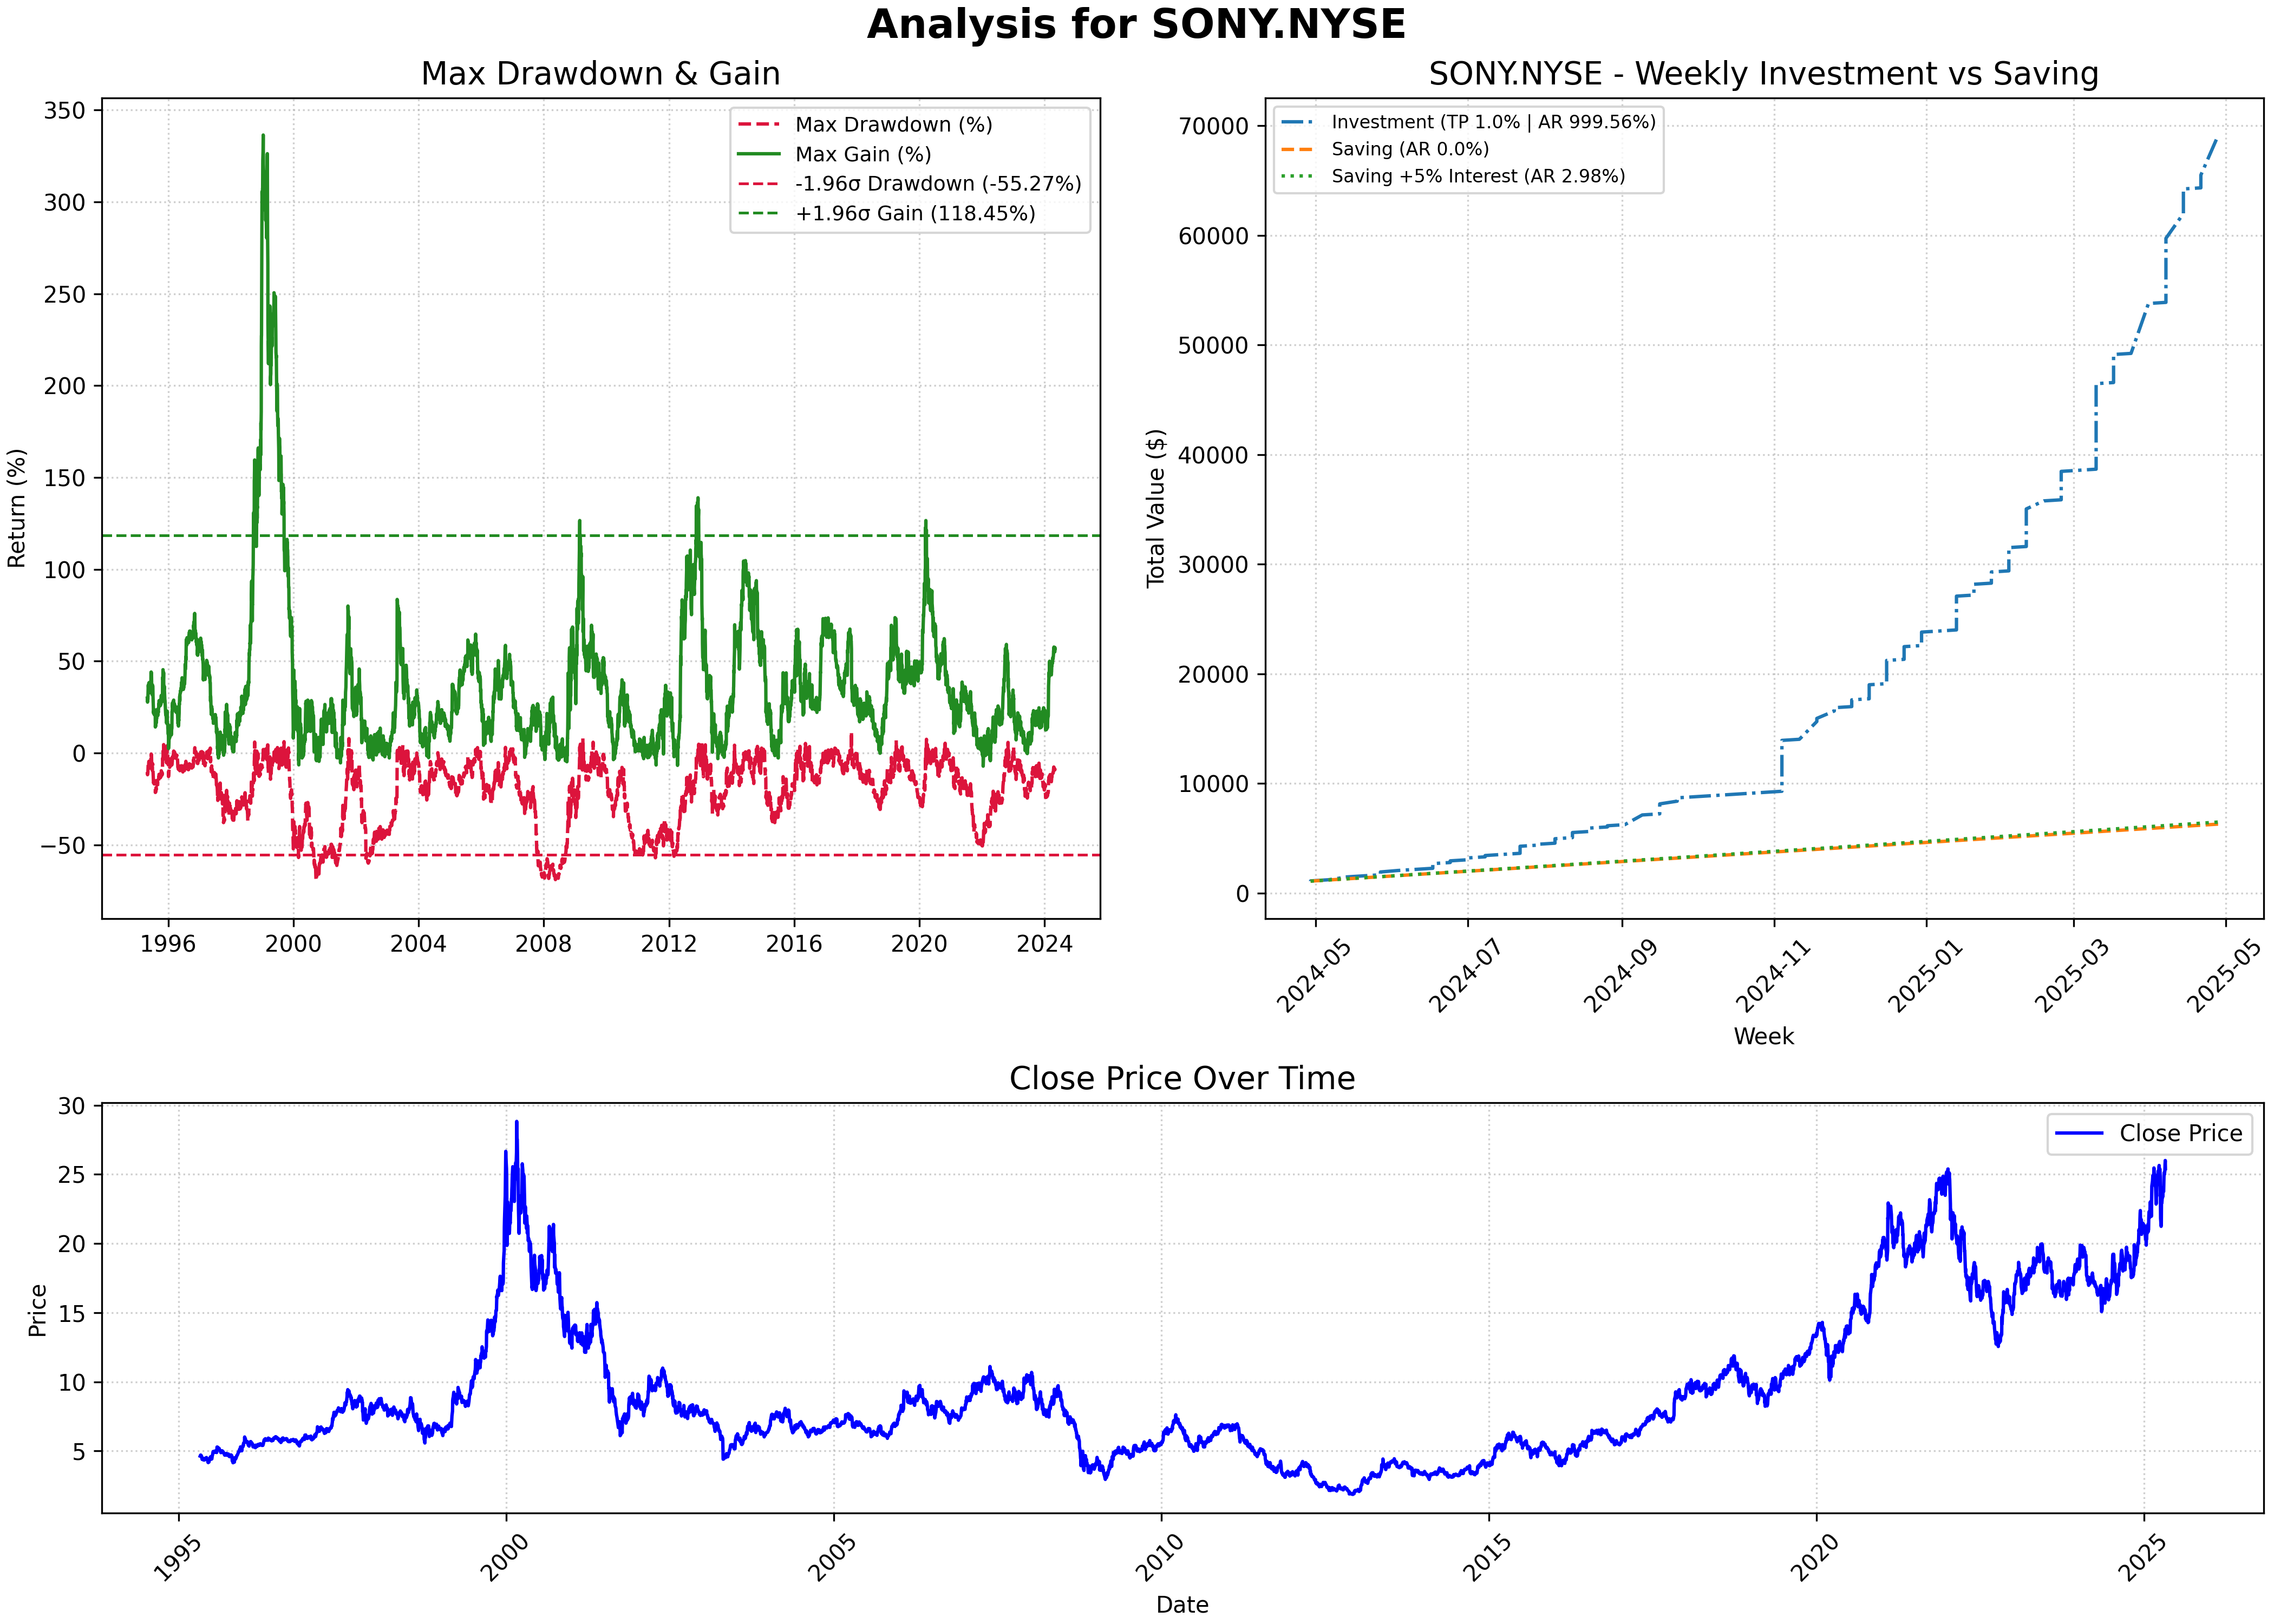 Analysis for SONY.NYSE
Max Drawdown & Gain
350
300
250
200
150
100
50
0
−50
Return (%)
Max Drawdown (%)
Max Gain (%)
-1.96σ Drawdown (-55.27%)
+1.96σ Gain (118.45%)
1996
2000
2004
2008
2012
2016
2020
2024
SONY.NYSE - Weekly Investment vs Saving
70000
60000
50000
40000
30000
20000
10000
0
Total Value ($)
Investment (TP 1.0% | AR 999.56%)
Saving (AR 0.0%)
Saving +5% Interest (AR 2.98%)
2024-05
2024-07
2024-09
2024-11
2025-01
2025-03
2025-05
Week
Close Price Over Time
30
25
20
15
10
5
Price
Close Price
1995
2000
2005
2010
2015
2020
2025
Date